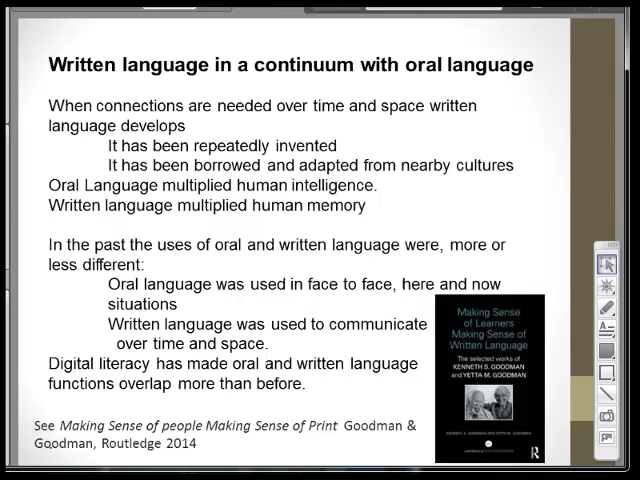 Written language in a continuum with oral language
When connections are needed over time and space written
language develops
It has been repeatedly invented
It has been borrowed and adapted from nearby cultures
Oral Language multiplied human intelligence.
Written language multiplied human memory
In the past the uses of oral and written language were, more or
less different:
Oral language was used in face to face, here and now
situations
Written language was used to communicate
over time and space.
Digital literacy has made oral and written language
functions overlap more than before.
Making Sense
of Learners
Making Sense of
Written Language
The selected works of
KENNETH S. GOODMAN
and YETTA M. GOODMAN
KENNETH S. GOODMAN AND YETTA M. GOODMAN
R
See Making Sense of people Making Sense of Print Goodman &
Goodman, Routledge 2014